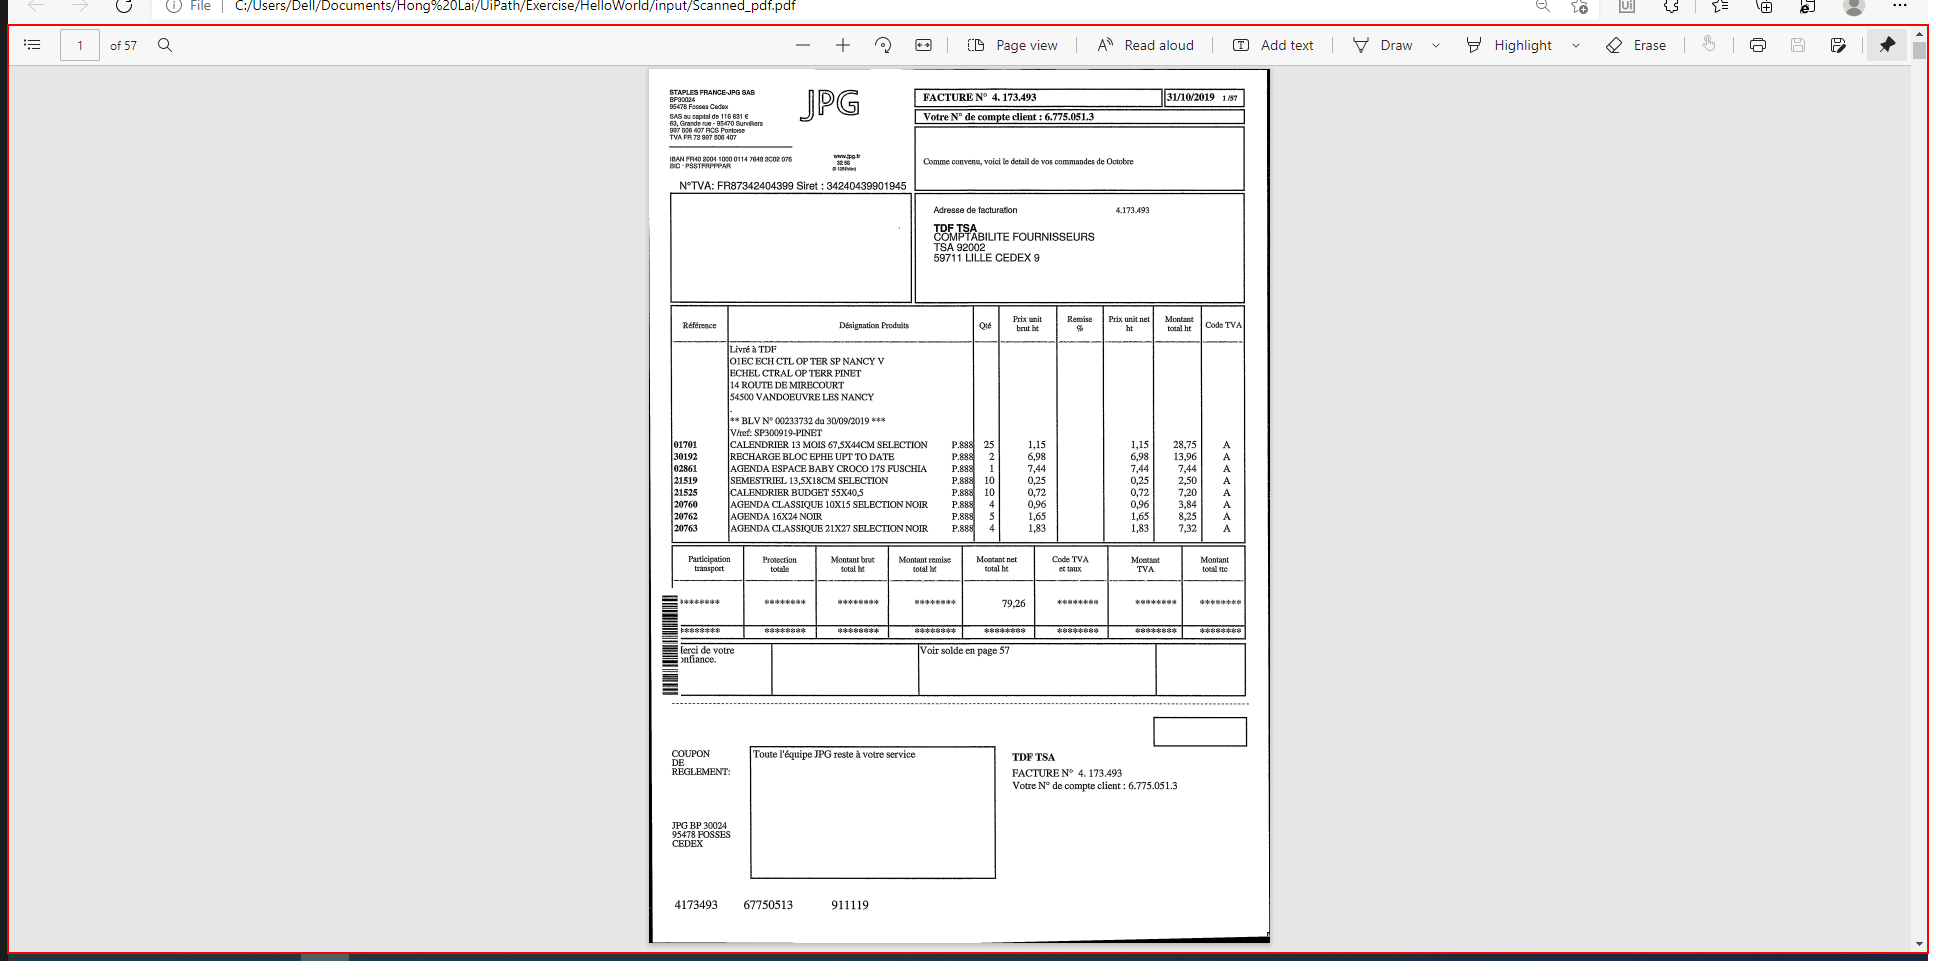 File C:/Users/Dell/Documents/Hong%20Lai/UiPath/Exercise/HelloWorld/input/Scanned_pdf.pdf
1 of 57 Page view Read aloud Add text Draw Highlight Erase
STAPLES FRANCE-JPG SAS
BP30024
95478 Fosses Cedex
SAS au capital de 116 631 €
63, Grande rue - 95470 Survilliers
997 506 407 RCS Pontoise
TVA FR 72 997 506 407
IBAN FR40 2004 1000 0114 7648 2C02 076
BIC - PSSTFRPPPAR
JPG
www.jpg.fr
32 56
N°TVA: FR87342404399 Siret : 34240439901945
FACTURE N° 4. 173.493 31/10/2019 1/57
Votre N° de compte client : 6.775.051.3
Comme convenu, voici le detail de vos commandes de Octobre
Adresse de facturation 4.173.493
TDF TSA
COMPTABILITE FOURNISSEURS
TSA 92002
59711 LILLE CEDEX 9
Référence Désignation Produits Qté Prix unit brut ht Remise % Prix unit net ht Montant total ht Code TVA
Livré à TDF
O1EC ECH CTL OP TER SP NANCY V
ECHEL CTRAL OP TERR PINET
14 ROUTE DE MIRECOURT
54500 VANDOEUVRE LES NANCY
.
** BLV N° 00233732 du 30/09/2019 ***
V/ref: SP300919-PINET
01701 CALENDRIER 13 MOIS 67,5X44CM SELECTION P.888 25 1,15 1,15 28,75 A
30192 RECHARGE BLOC EPHE UPT TO DATE P.888 2 6,98 6,98 13,96 A
02861 AGENDA ESPACE BABY CROCO 17S FUSCHIA P.888 1 7,44 7,44 7,44 A
21519 SEMESTRIEL 13,5X18CM SELECTION P.888 10 0,25 0,25 2,50 A
21525 CALENDRIER BUDGET 55X40,5 P.888 10 0,72 0,72 7,20 A
20760 AGENDA CLASSIQUE 10X15 SELECTION NOIR P.888 4 0,96 0,96 3,84 A
20762 AGENDA 16X24 NOIR P.888 5 1,65 1,65 8,25 A
20763 AGENDA CLASSIQUE 21X27 SELECTION NOIR P.888 4 1,83 1,83 7,32 A
Participation transport Protection totale Montant brut total ht Montant remise total ht Montant net total ht Code TVA et taux Montant TVA Montant total ttc
******** ******** ******** ******** 79,26 ******** ******** ********
******** ******** ******** ******** ******** ******** ******** ********
lerci de votre
onfiance.
Voir solde en page 57
COUPON
DE
REGLEMENT:
Toute l'équipe JPG reste à votre service
TDF TSA
FACTURE N° 4. 173.493
Votre N° de compte client : 6.775.051.3
JPG BP 30024
95478 FOSSES
CEDEX
4173493 67750513 911119